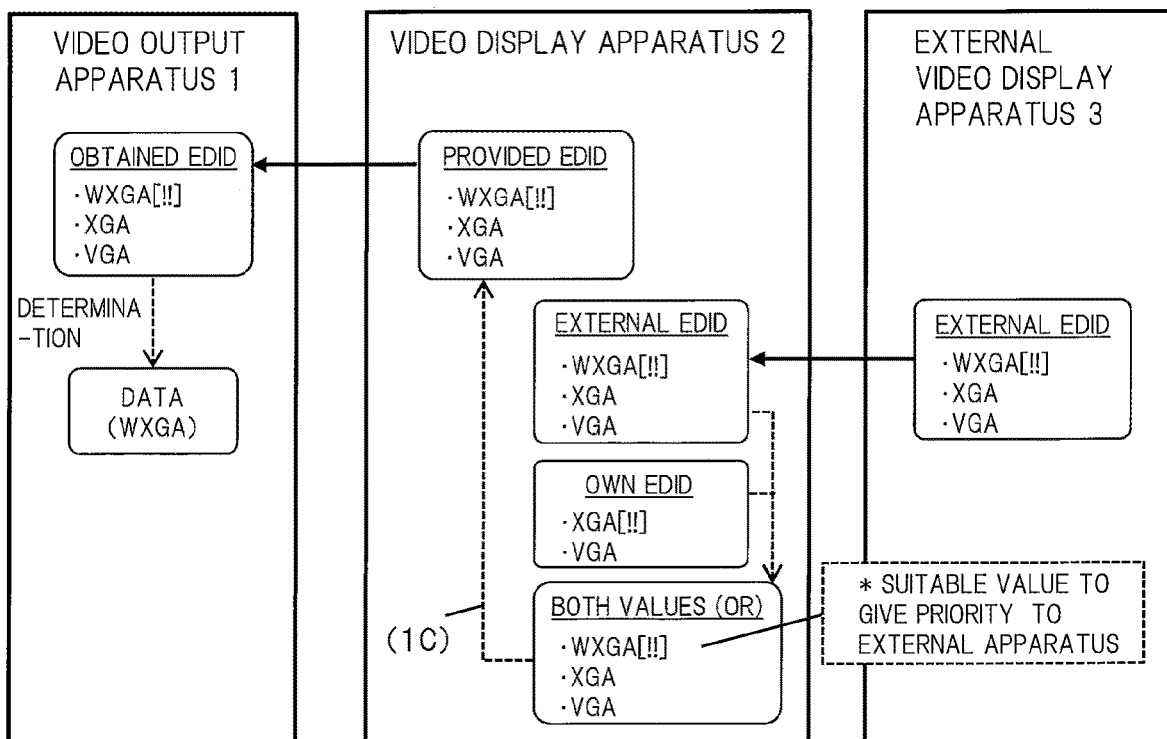 VIDEO OUTPUT
APPARATUS 1
OBTAINED EDID
·WXGA[!!]
·XGA
·VGA
DETERMINA
-TION
DATA
(WXGA)
VIDEO DISPLAY APPARATUS 2
PROVIDED EDID
·WXGA[!!]
·XGA
·VGA
EXTERNAL EDID
·WXGA[!!]
·XGA
·VGA
OWN EDID
·XGA[!!]
·VGA
BOTH VALUES (OR)
·WXGA[!!]
·XGA
·VGA
(1C)
EXTERNAL
VIDEO DISPLAY
APPARATUS 3
EXTERNAL EDID
·WXGA[!!]
·XGA
·VGA
* SUITABLE VALUE TO
GIVE PRIORITY TO
EXTERNAL APPARATUS